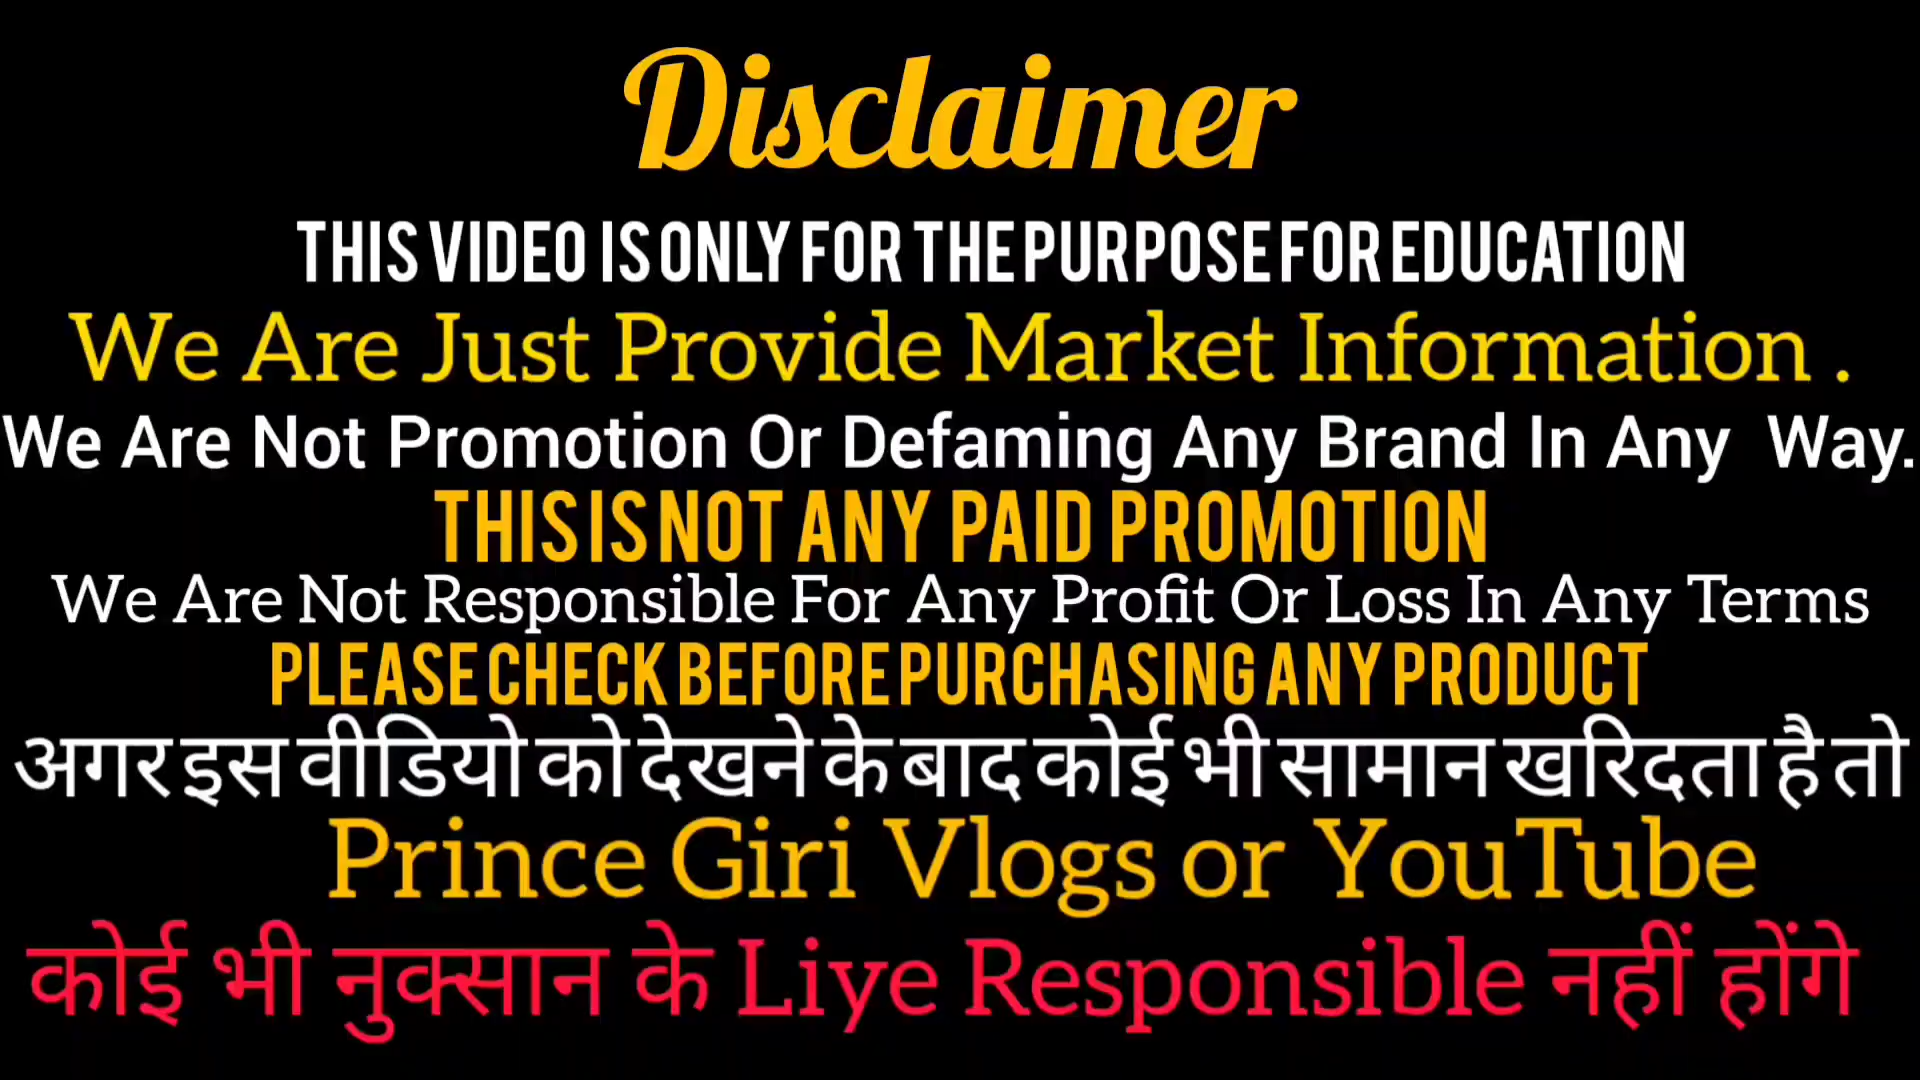 Disclaimer
THIS VIDEO IS ONLY FOR THE PURPOSE FOR EDUCATION
We Are Just Provide Market Information .
We Are Not Promotion Or Defaming Any Brand In Any Way.
THIS IS NOT ANY PAID PROMOTION
We Are Not Responsible For Any Profit Or Loss In Any Terms
PLEASE CHECK BEFORE PURCHASING ANY PRODUCT
अगर इस वीडियो को देखने के बाद कोई भी सामान खरिदता है तो
Prince Giri Vlogs or YouTube
कोई भी नुक्सान के Liye Responsible नहीं होंगे